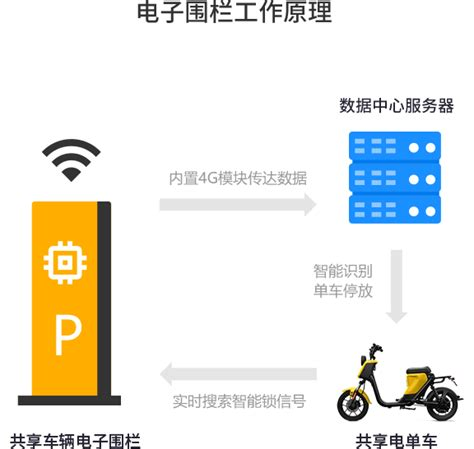 电子围栏工作原理
数据中心服务器
内置4G模块传达数据
智能识别
单车停放
P
实时搜索智能锁信号
共享车辆电子围栏
共享电单车